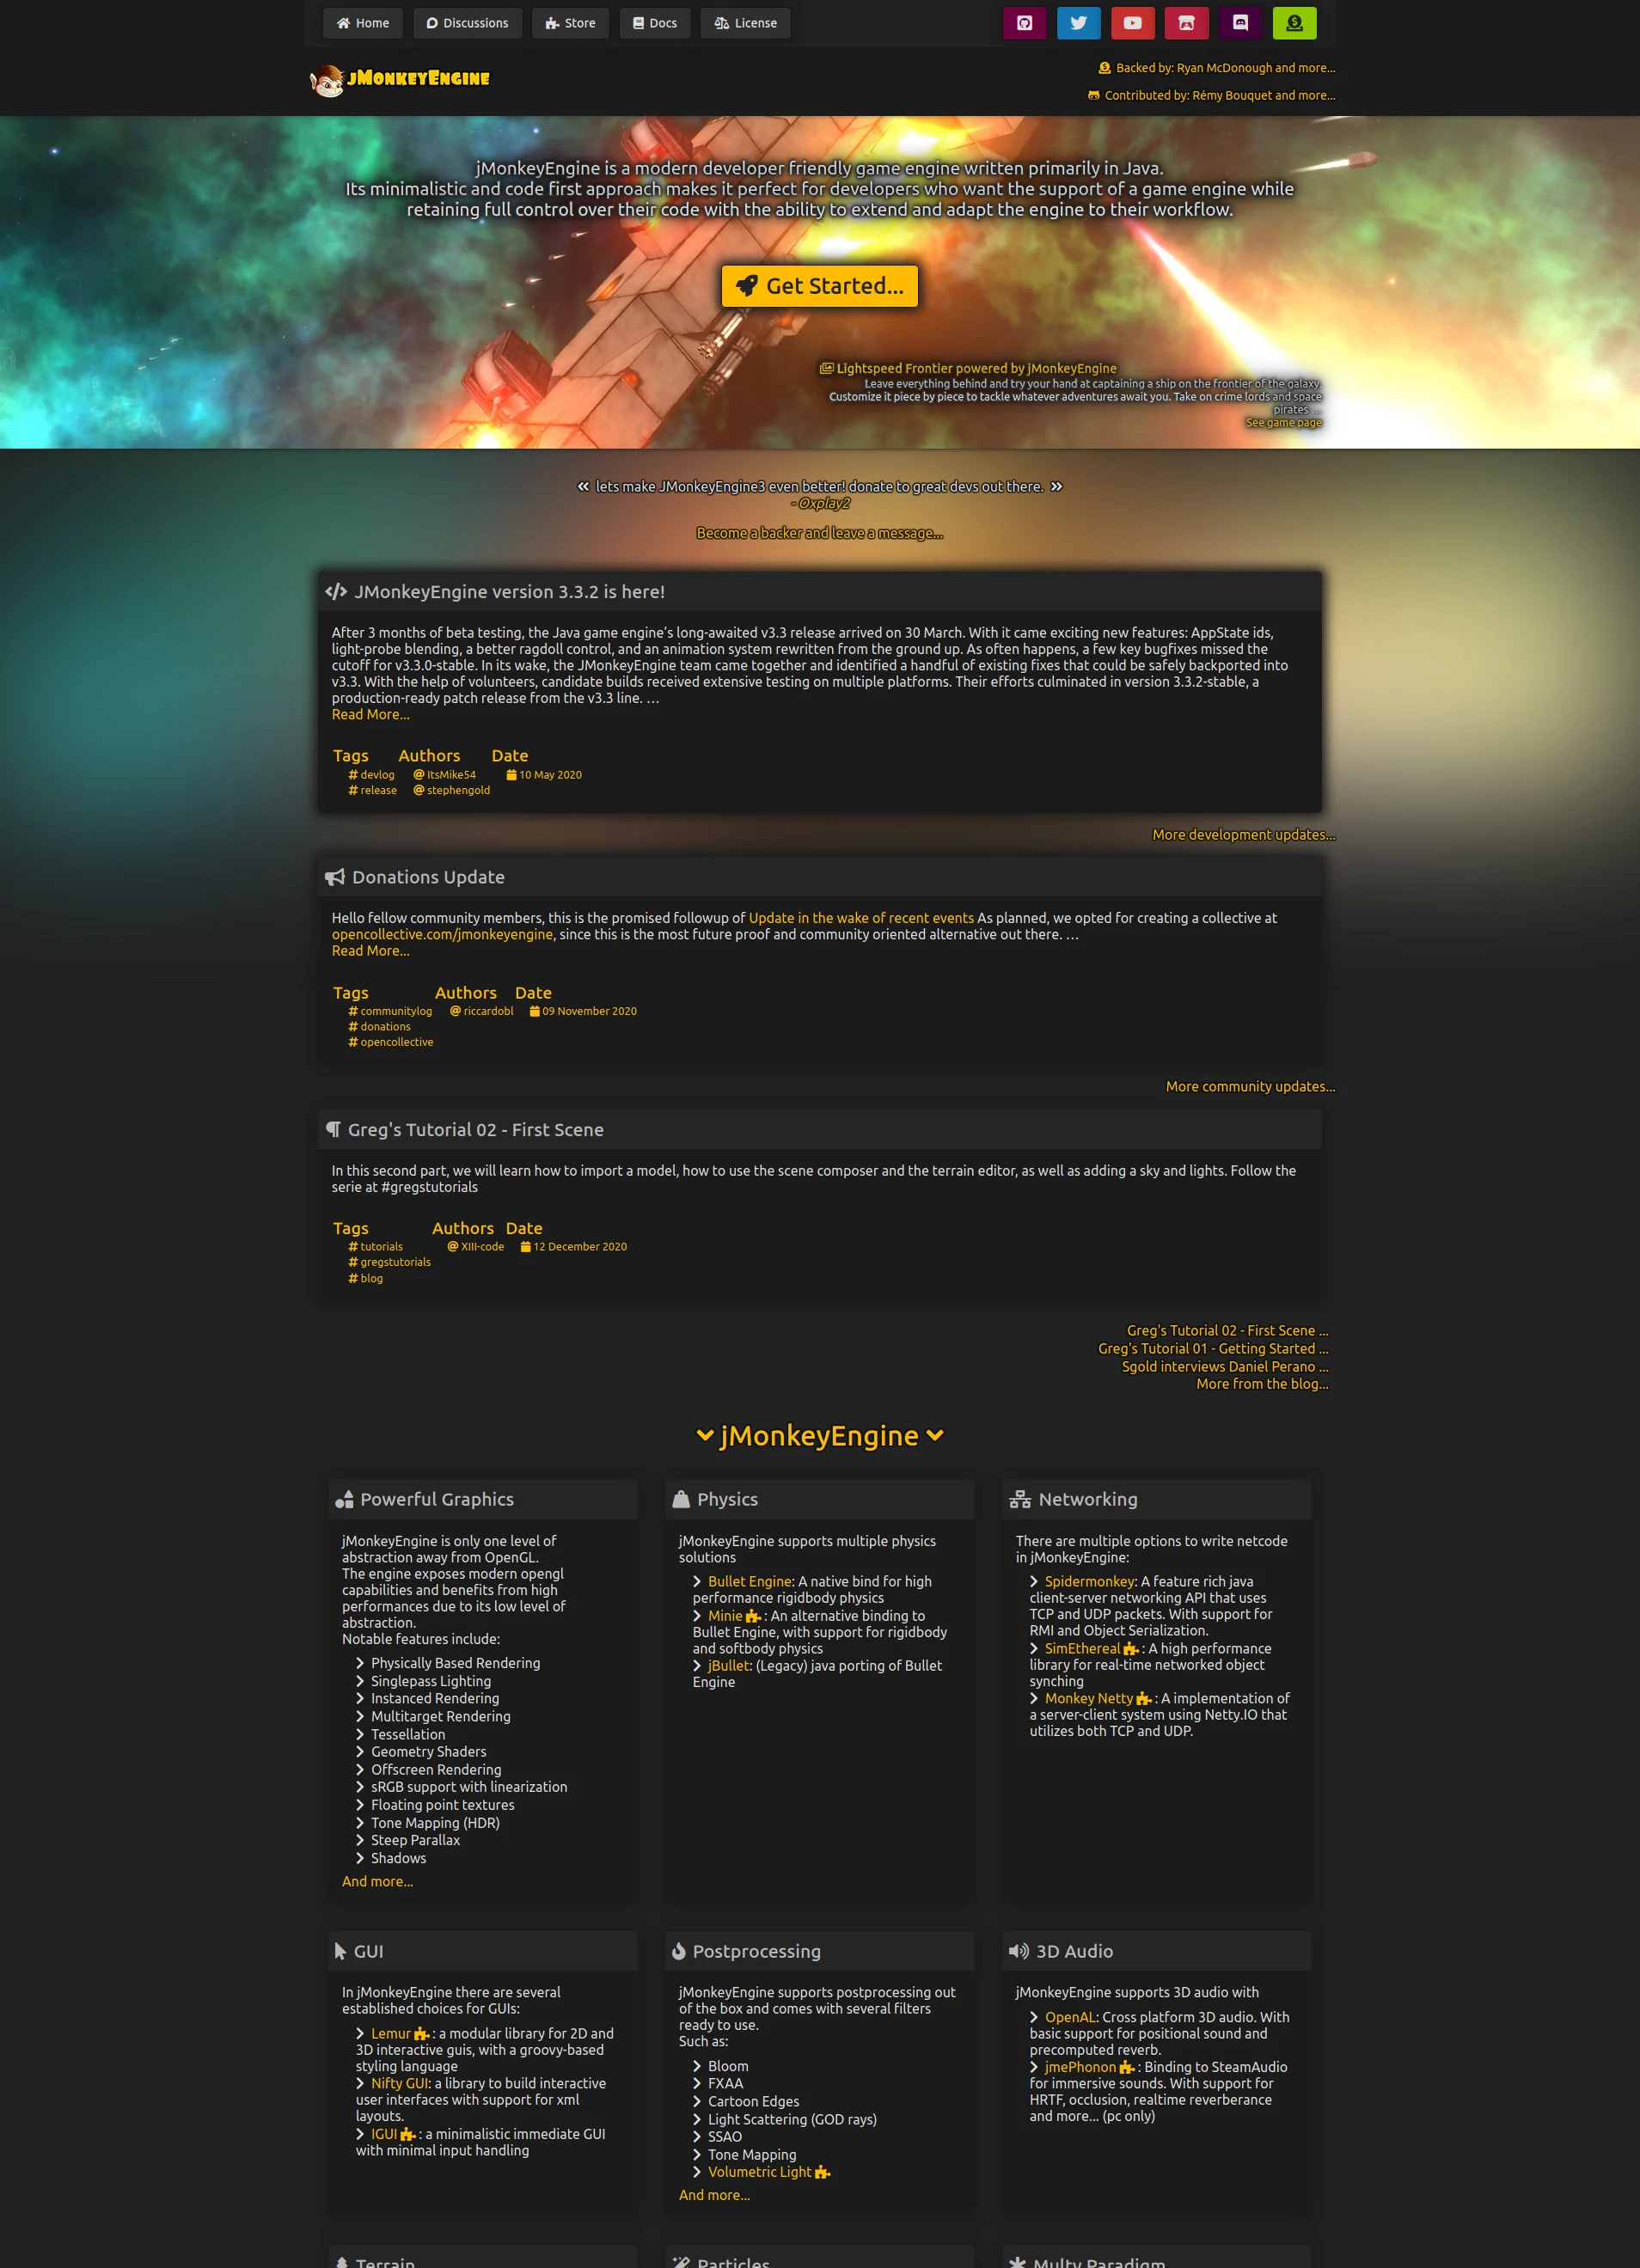 Home Discussions Store Docs License
jMonkeyEngine
Backed by: Ryan McDonough and more...
Contributed by: Rémy Bouquet and more...
jMonkeyEngine is a modern developer friendly game engine written primarily in Java.
Its minimalistic and code first approach makes it perfect for developers who want the support of a game engine while
retaining full control over their code with the ability to extend and adapt the engine to their workflow.
Get Started...
Lightspeed Frontier powered by jMonkeyEngine
Leave everything behind and try your hand at captaining a ship on the frontier of the galaxy.
Customize it piece by piece to tackle whatever adventures await you. Take on crime lords and space
pirates …
See game page
« lets make JMonkeyEngine3 even better! donate to great devs out there. »
- Oxplay2
Become a backer and leave a message...
JMonkeyEngine version 3.3.2 is here!
After 3 months of beta testing, the Java game engine’s long-awaited v3.3 release arrived on 30 March. With it came exciting new features: AppState ids,
light-probe blending, a better ragdoll control, and an animation system rewritten from the ground up. As often happens, a few key bugfixes missed the
cutoff for v3.3.0-stable. In its wake, the JMonkeyEngine team came together and identified a handful of existing fixes that could be safely backported into
v3.3. With the help of volunteers, candidate builds received extensive testing on multiple platforms. Their efforts culminated in version 3.3.2-stable, a
production-ready patch release from the v3.3 line. …
Read More...
Tags Authors Date
# devlog @ ItsMike54 10 May 2020
# release @ stephengold
More development updates...
Donations Update
Hello fellow community members, this is the promised followup of Update in the wake of recent events As planned, we opted for creating a collective at
opencollective.com/jmonkeyengine, since this is the most future proof and community oriented alternative out there. …
Read More...
Tags Authors Date
# communitylog @ riccardobl 09 November 2020
# donations
# opencollective
More community updates...
Greg's Tutorial 02 - First Scene
In this second part, we will learn how to import a model, how to use the scene composer and the terrain editor, as well as adding a sky and lights. Follow the
serie at #gregstutorials
Tags Authors Date
# tutorials @ XIII-code 12 December 2020
# gregstutorials
# blog
Greg's Tutorial 02 - First Scene ...
Greg's Tutorial 01 - Getting Started ...
Sgold interviews Daniel Perano ...
More from the blog...
jMonkeyEngine
Powerful Graphics
jMonkeyEngine is only one level of
abstraction away from OpenGL.
The engine exposes modern opengl
capabilities and benefits from high
performances due to its low level of
abstraction.
Notable features include:
Physically Based Rendering
Singlepass Lighting
Instanced Rendering
Multitarget Rendering
Tessellation
Geometry Shaders
Offscreen Rendering
sRGB support with linearization
Floating point textures
Tone Mapping (HDR)
Steep Parallax
Shadows
And more...
Physics
jMonkeyEngine supports multiple physics
solutions
Bullet Engine: A native bind for high
performance rigidbody physics
Minie : An alternative binding to
Bullet Engine, with support for rigidbody
and softbody physics
jBullet: (Legacy) java porting of Bullet
Engine
Networking
There are multiple options to write netcode
in jMonkeyEngine:
Spidermonkey: A feature rich java
client-server networking API that uses
TCP and UDP packets. With support for
RMI and Object Serialization.
SimEthereal : A high performance
library for real-time networked object
synching
Monkey Netty : A implementation of
a server-client system using Netty.IO that
utilizes both TCP and UDP.
GUI
In jMonkeyEngine there are several
established choices for GUIs:
Lemur : a modular library for 2D and
3D interactive guis, with a groovy-based
styling language
Nifty GUI: a library to build interactive
user interfaces with support for xml
layouts.
IGUI : a minimalistic immediate GUI
with minimal input handling
Postprocessing
jMonkeyEngine supports postprocessing out
of the box and comes with several filters
ready to use.
Such as:
Bloom
FXAA
Cartoon Edges
Light Scattering (GOD rays)
SSAO
Tone Mapping
Volumetric Light
And more...
3D Audio
jMonkeyEngine supports 3D audio with
OpenAL: Cross platform 3D audio. With
basic support for positional sound and
precomputed reverb.
jmePhonon : Binding to SteamAudio
for immersive sounds. With support for
HRTF, occlusion, realtime reverberance
and more... (pc only)
Terrain
Particles
Multy Paradigm